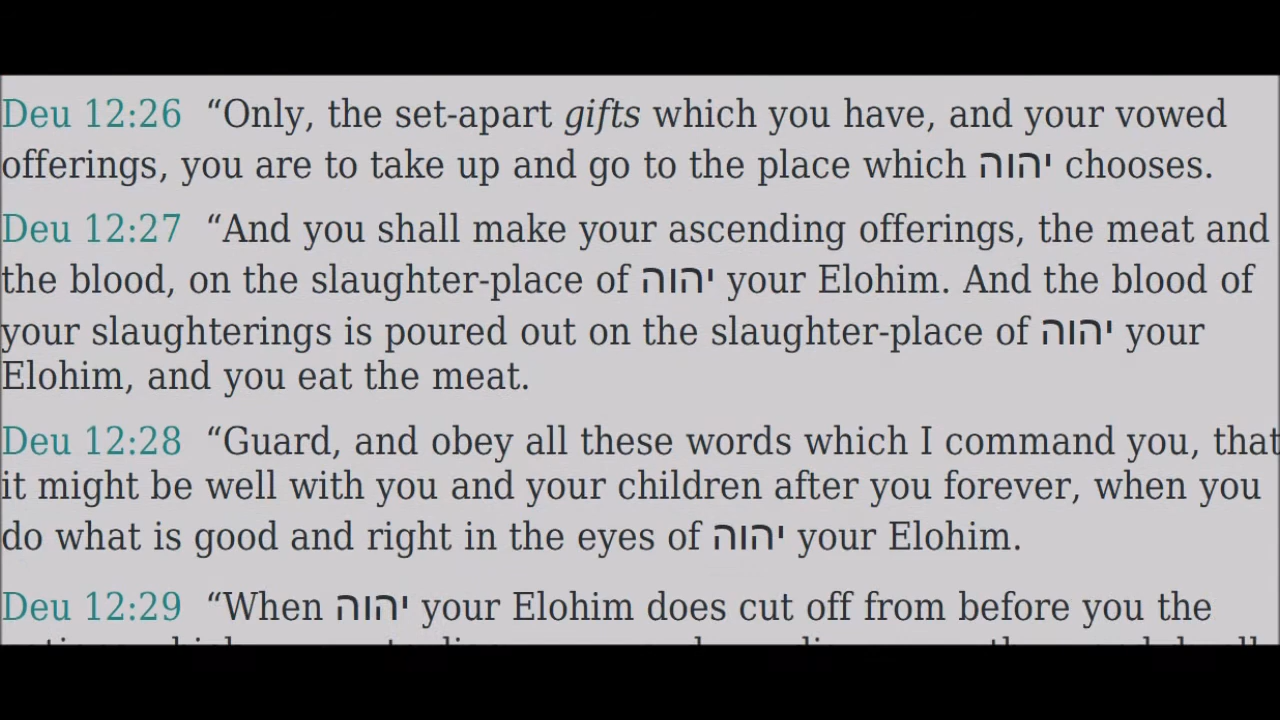 Deu 12:26 “Only, the set-apart gifts which you have, and your vowed
offerings, you are to take up and go to the place which יהוה chooses.
Deu 12:27 “And you shall make your ascending offerings, the meat and
the blood, on the slaughter-place of יהוה your Elohim. And the blood of
your slaughterings is poured out on the slaughter-place of יהוה your
Elohim, and you eat the meat.
Deu 12:28 “Guard, and obey all these words which I command you, that
it might be well with you and your children after you forever, when you
do what is good and right in the eyes of יהוה your Elohim.
Deu 12:29 “When יהוה your Elohim does cut off from before you the